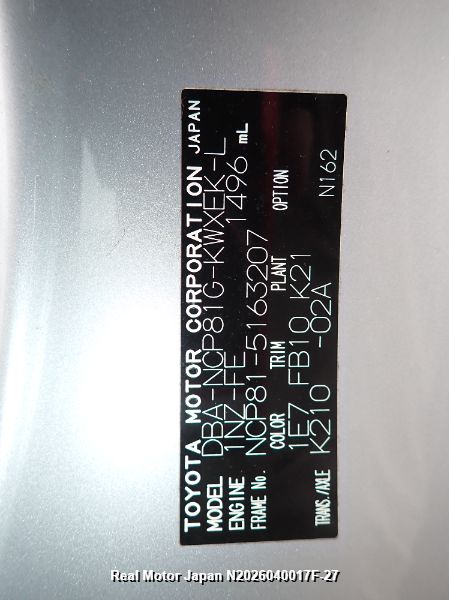 TOYOTA MOTOR CORPORATION JAPAN
MODEL DBA-NCP81G-KWXEK-L
ENGINE 1NZ-FE 1496 mL
FRAME No. NCP81-5163207
COLOR TRIM PLANT OPTION
1E7 FB10 K21
TRANS./AXLE K210 -02A N162
Real Motor Japan N2026040017F-27